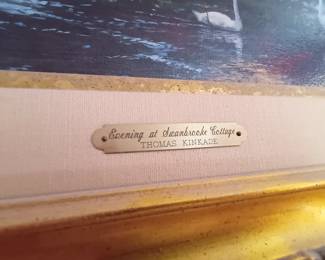 Evening at Swanbrooke Cottage
THOMAS KINKADE